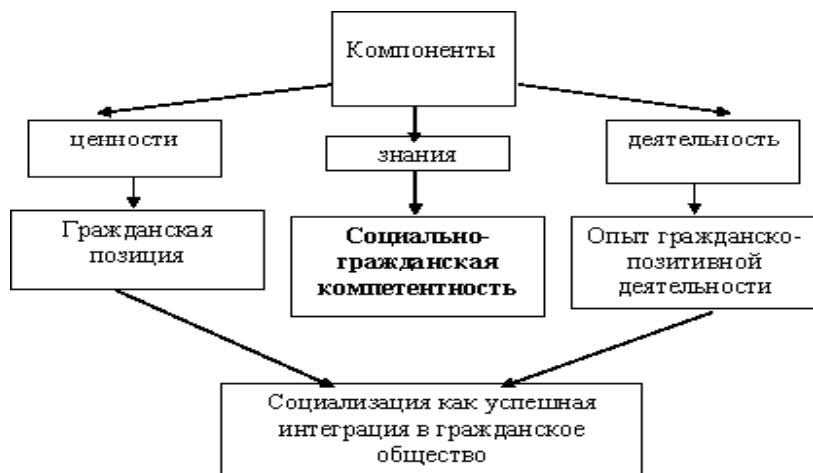 Компоненты
ценности
знания
деятельность
Гражданская
позиция
Социально-
гражданская
компетентность
Опыт гражданско-
позитивной
деятельности
Социализация как успешная
интеграция в гражданское
общество